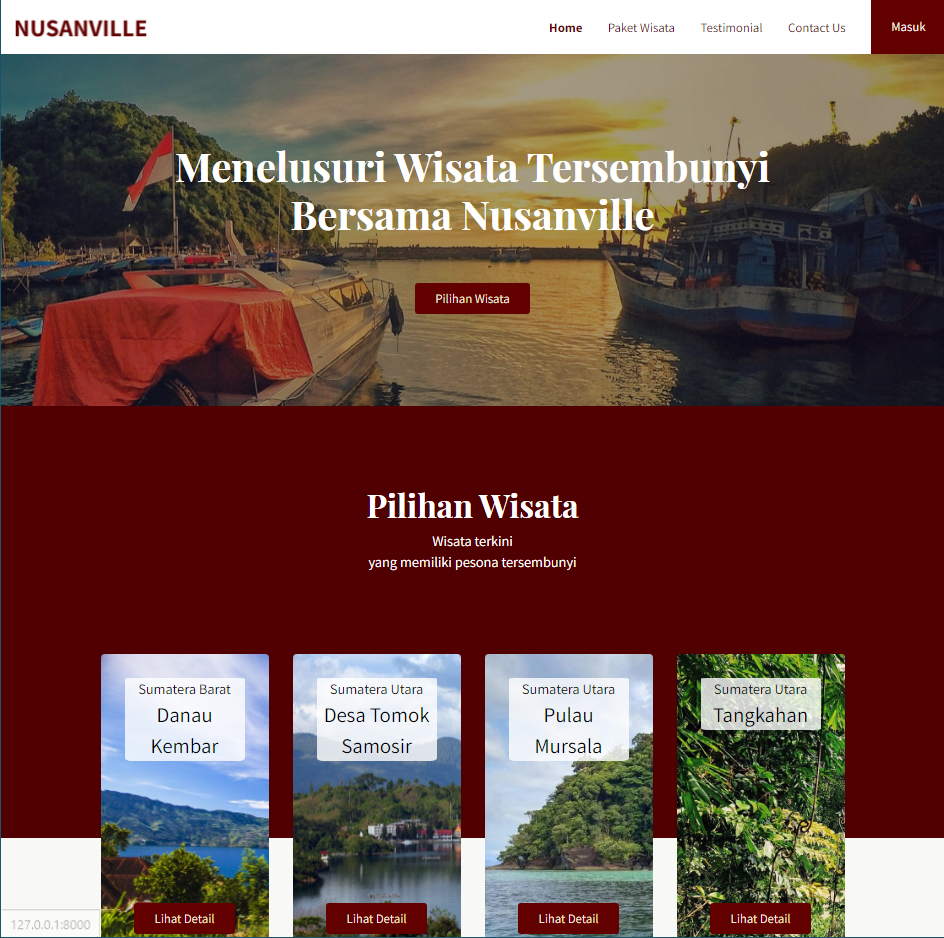 NUSANVILLE
Home Paket Wisata Testimonial Contact Us Masuk
Menelusuri Wisata Tersembunyi
Bersama Nusanville
Pilihan Wisata
Pilihan Wisata
Wisata terkini
yang memiliki pesona tersembunyi
Sumatera Barat
Danau
Kembar
Lihat Detail
Sumatera Utara
Desa Tomok
Samosir
Lihat Detail
Sumatera Utara
Pulau
Mursala
Lihat Detail
Sumatera Utara
Tangkahan
Lihat Detail
127.0.0.1:8000